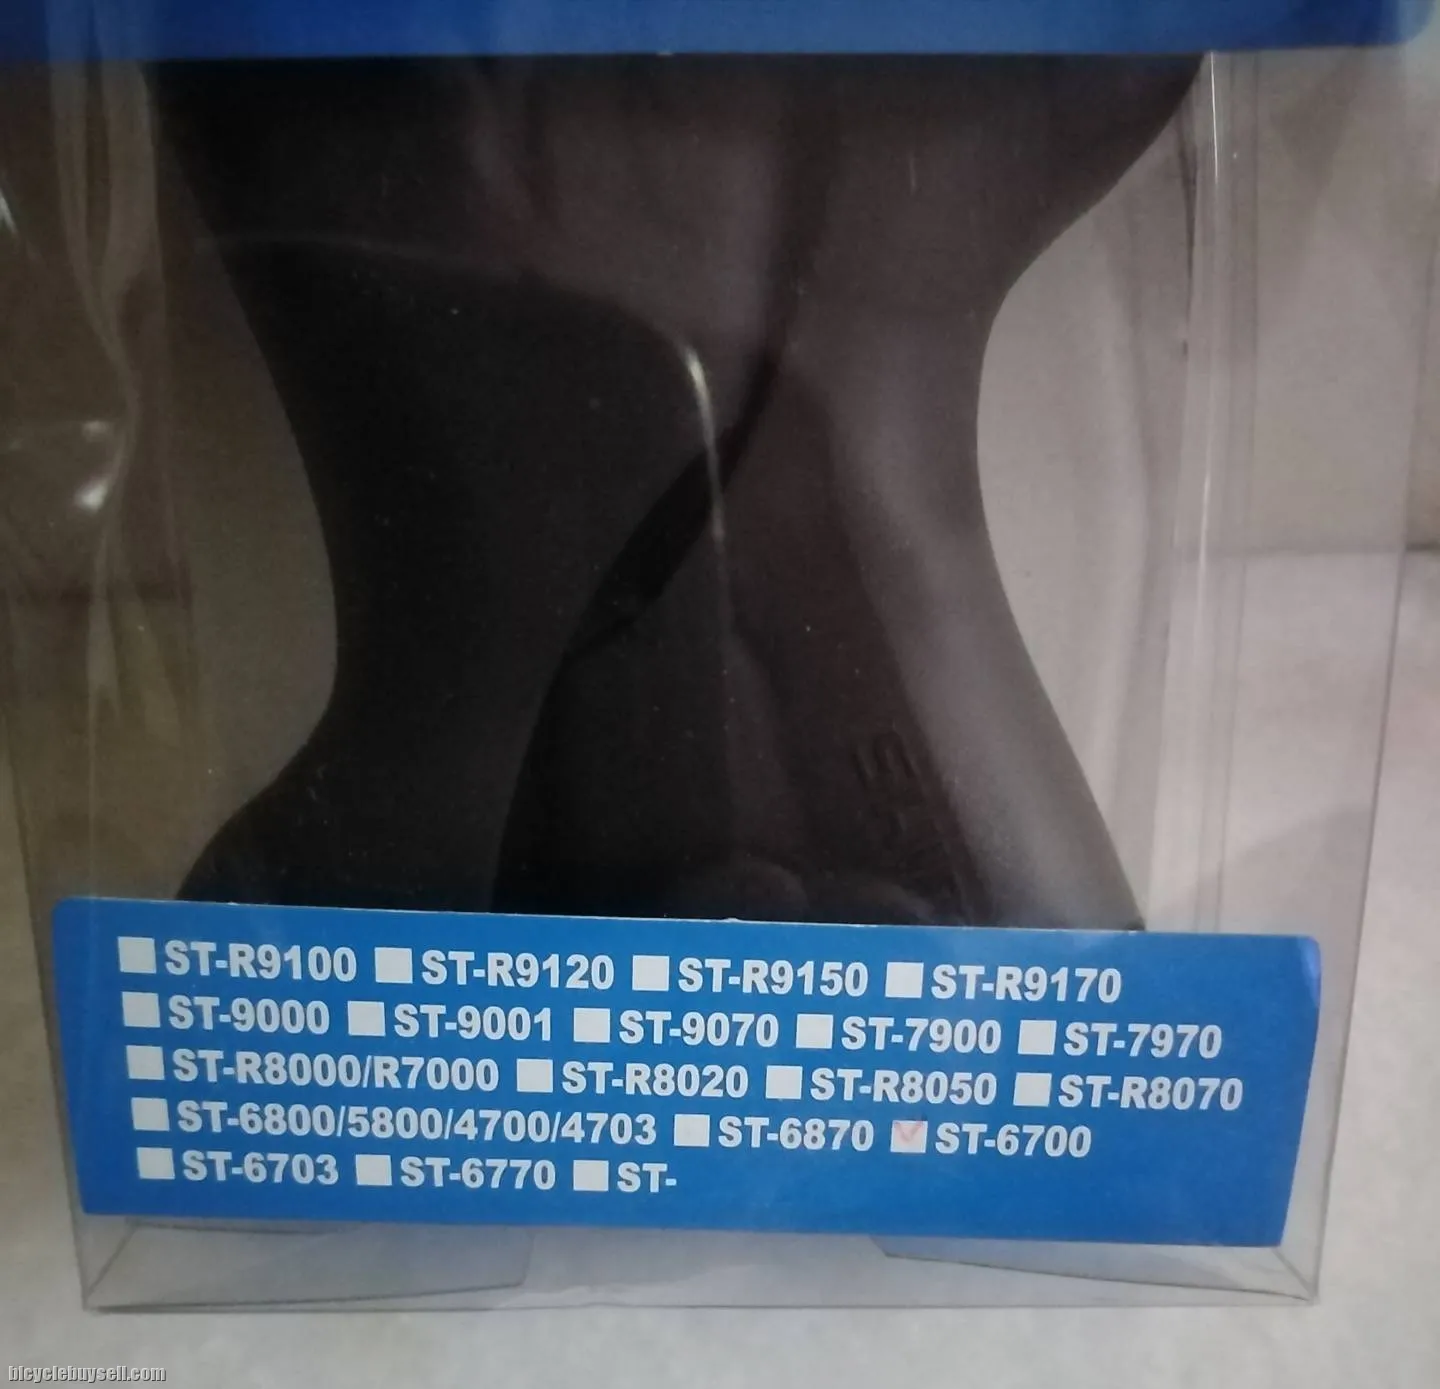 ST-R9100 ST-R9120 ST-R9150 ST-R9170
ST-9000 ST-9001 ST-9070 ST-7900 ST-7970
ST-R8000/R7000 ST-R8020 ST-R8050 ST-R8070
ST-6800/5800/4700/4703 ST-6870 ST-6700
ST-6703 ST-6770 ST-
bicyclebuysell.com